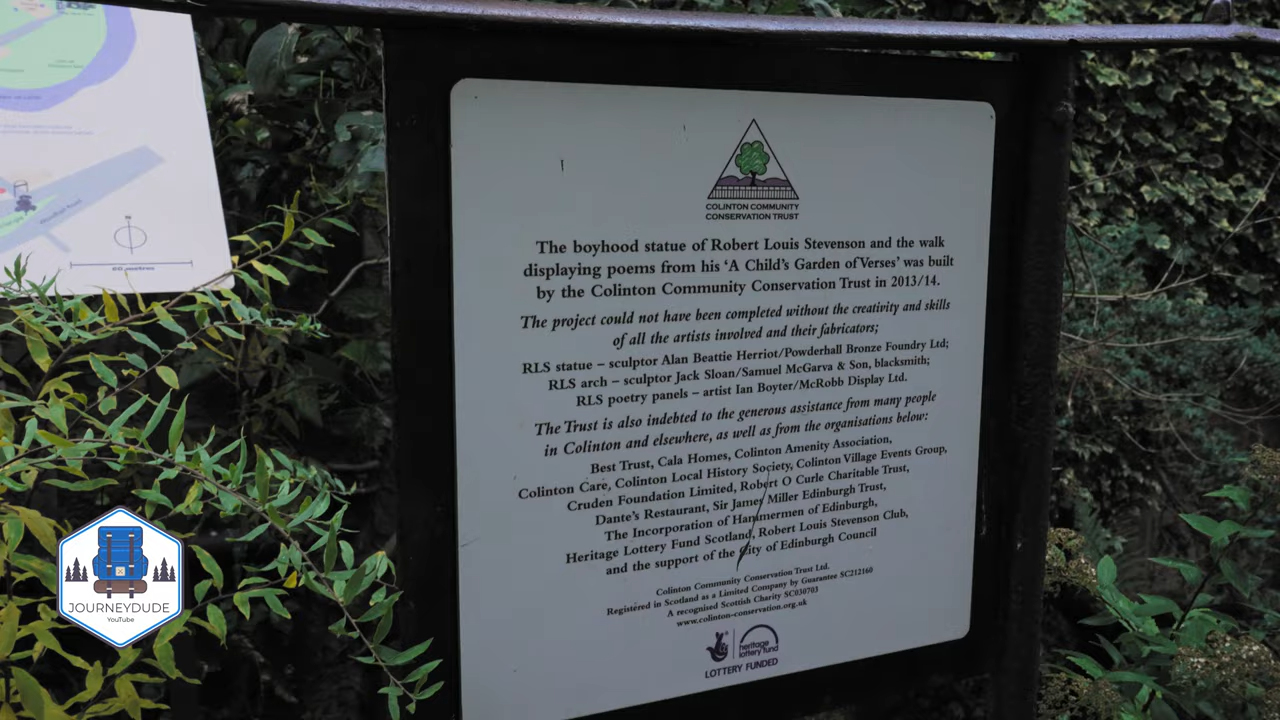 COLINTON COMMUNITY
CONSERVATION TRUST
The boyhood statue of Robert Louis Stevenson and the walk
displaying poems from his ‘A Child’s Garden of Verses’ was built
by the Colinton Community Conservation Trust in 2013/14.
The project could not have been completed without the creativity and skills
of all the artists involved and their fabricators;
RLS statue – sculptor Alan Beattie Herriot/Powderhall Bronze Foundry Ltd;
RLS arch – sculptor Jack Sloan/Samuel McGarva & Son, blacksmith;
RLS poetry panels – artist Ian Boyter/McRobb Display Ltd.
The Trust is also indebted to the generous assistance from many people
in Colinton and elsewhere, as well as from the organisations below:
Best Trust, Cala Homes, Colinton Amenity Association,
Colinton Care, Colinton Local History Society, Colinton Village Events Group,
Cruden Foundation Limited, Robert O Curle Charitable Trust,
Dante’s Restaurant, Sir James Miller Edinburgh Trust,
The Incorporation of Hammermen of Edinburgh,
Heritage Lottery Fund Scotland, Robert Louis Stevenson Club,
and the support of the City of Edinburgh Council
Colinton Community Conservation Trust Ltd.
Registered in Scotland as a Limited Company by Guarantee SC212160
A recognised Scottish Charity SC030703
www.colinton-conservation.org.uk
heritage
lottery fund
LOTTERY FUNDED
N
JOURNEYDUDE
YouTube